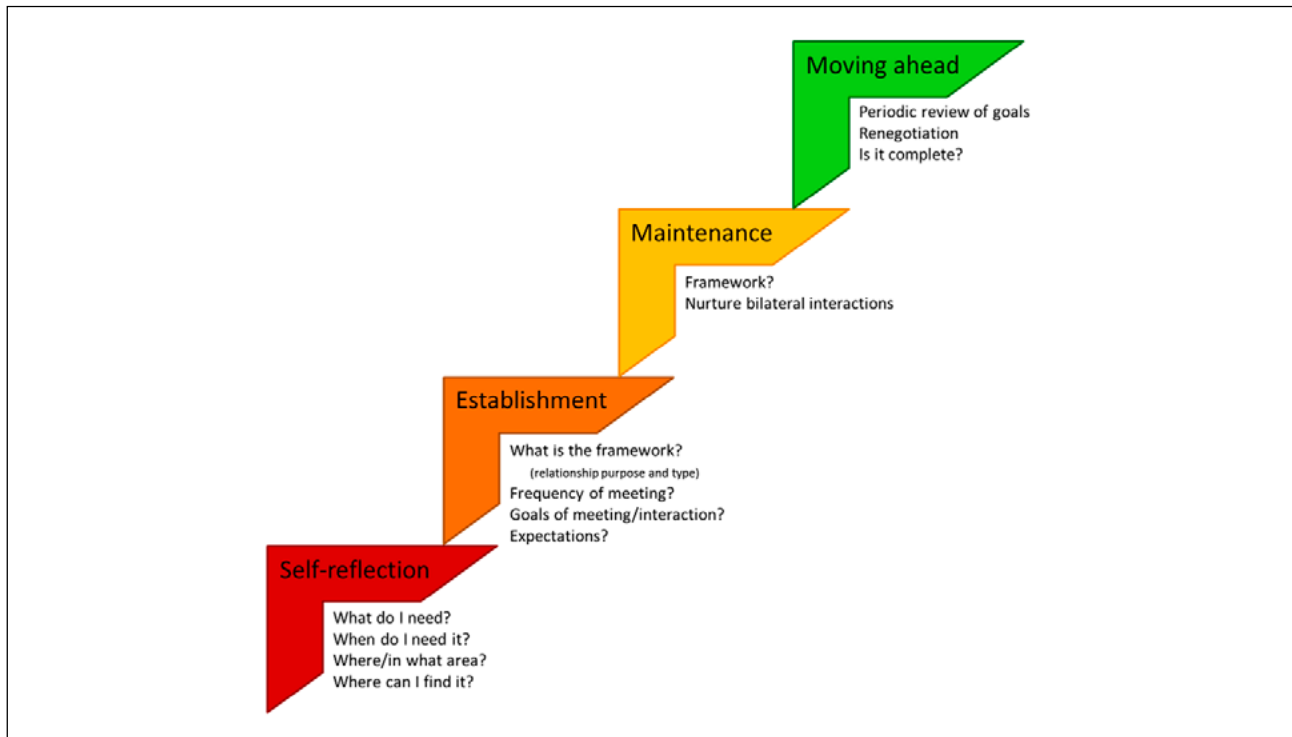 Moving ahead
Periodic review of goals
Renegotiation
Is it complete?
Maintenance
Framework?
Nurture bilateral interactions
Establishment
What is the framework?
(relationship purpose and type)
Frequency of meeting?
Goals of meeting/interaction?
Expectations?
Self-reflection
What do I need?
When do I need it?
Where/in what area?
Where can I find it?